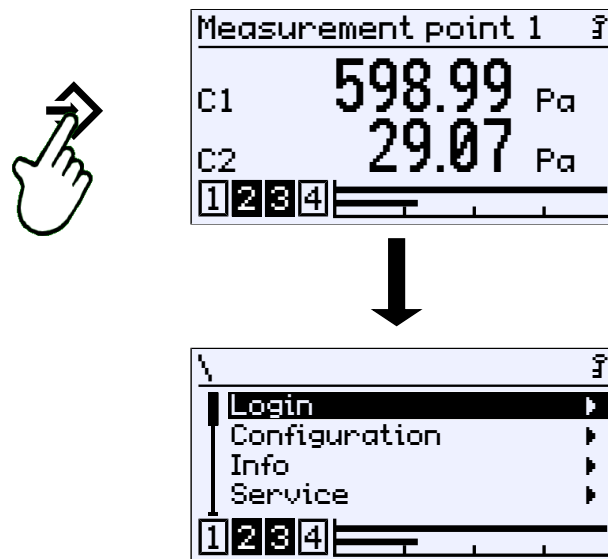 Measurement point 1
C1 598.99 Pa
C2 29.07 Pa
1 2 3 4
\
Login
Configuration
Info
Service
1 2 3 4